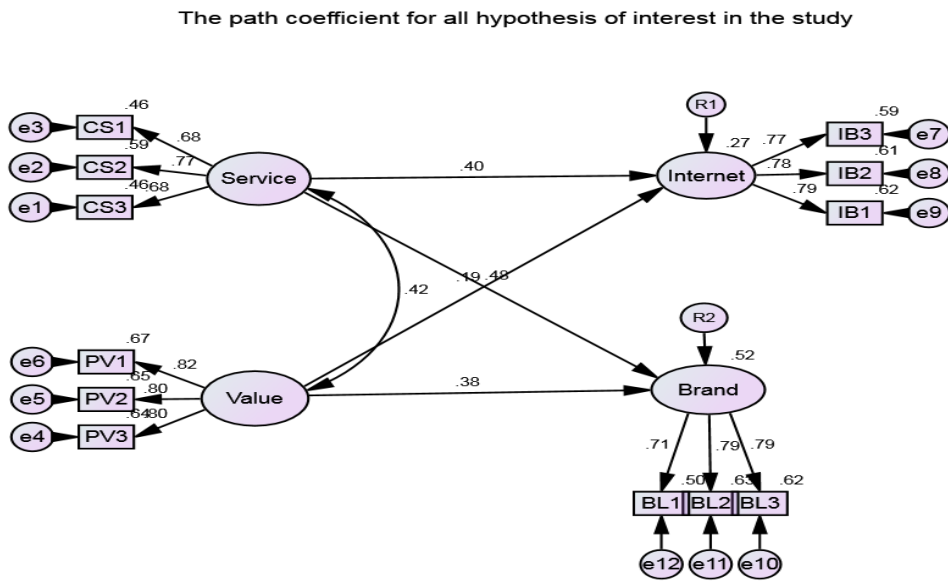 The path coefficient for all hypothesis of interest in the study
R1
.46
.59
e3 CS1 .68 .27 .77 IB3 e7
.59 .61
e2 CS2 .77 Service .40 Internet .78 IB2 e8
.46 .68 .79 .62
e1 CS3 IB1 e9
.19 .48
.42
R2
.67
e6 PV1 .82 .52
.65
e5 PV2 .80 Value .38 Brand
.64 .80
e4 PV3
.71 .79 .79
.50 .63 .62
BL1 BL2 BL3
e12 e11 e10